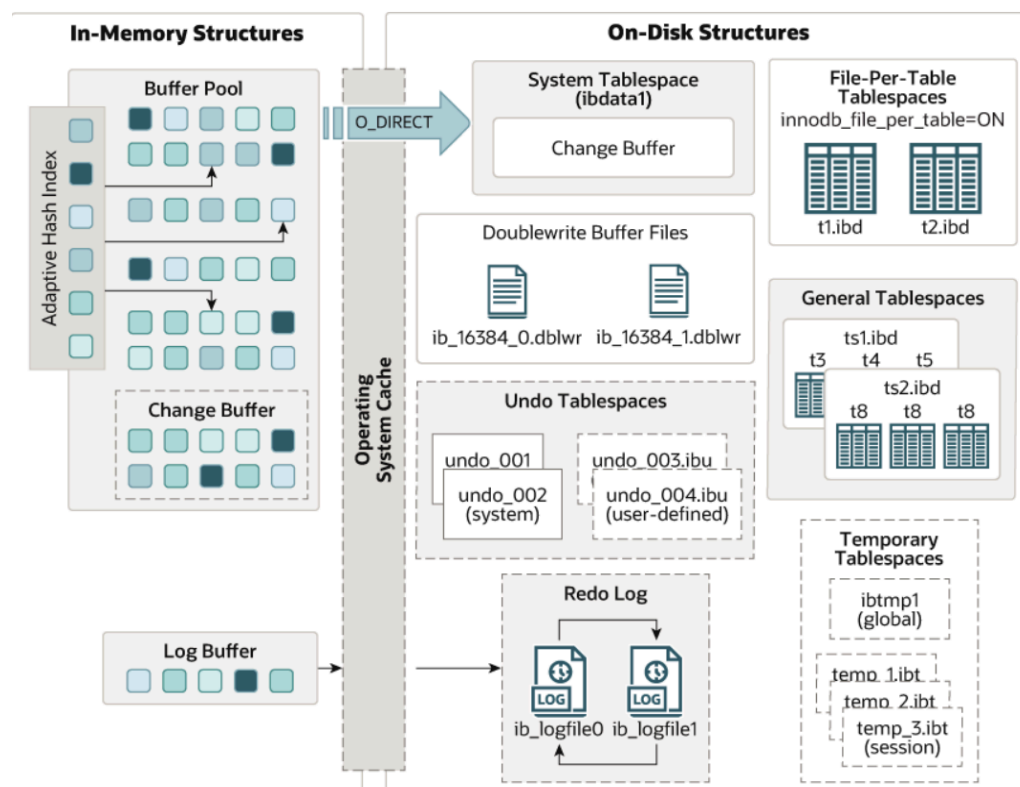 In-Memory Structures
Buffer Pool
Adaptive Hash Index
Change Buffer
Log Buffer
Operating
System Cache
O_DIRECT
On-Disk Structures
System Tablespace
(ibdata1)
Change Buffer
Doublewrite Buffer Files
ib_16384_0.dblwr
ib_16384_1.dblwr
Undo Tablespaces
undo_001
undo_002
(system)
undo_003.ibu
undo_004.ibu
(user-defined)
Redo Log
LOG
LOG
ib_logfile0
ib_logfile1
File-Per-Table
Tablespaces
innodb_file_per_table=ON
t1.ibd
t2.ibd
General Tablespaces
ts1.ibd
t3 t4 t5
ts2.ibd
t8 t8 t8
Temporary
Tablespaces
ibtmp1
(global)
temp_1.ibt
temp_2.ibt
temp_3.ibt
(session)